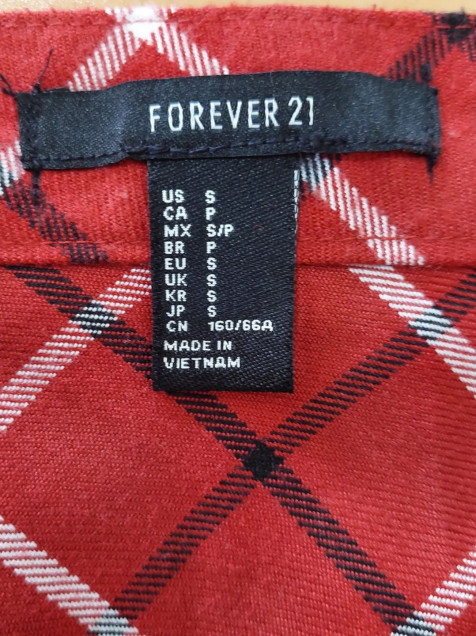 FOREVER 21
US S
CA P
MX S/P
BR P
EU S
UK S
KR S
JP S
CN 160/66A
MADE IN
VIETNAM